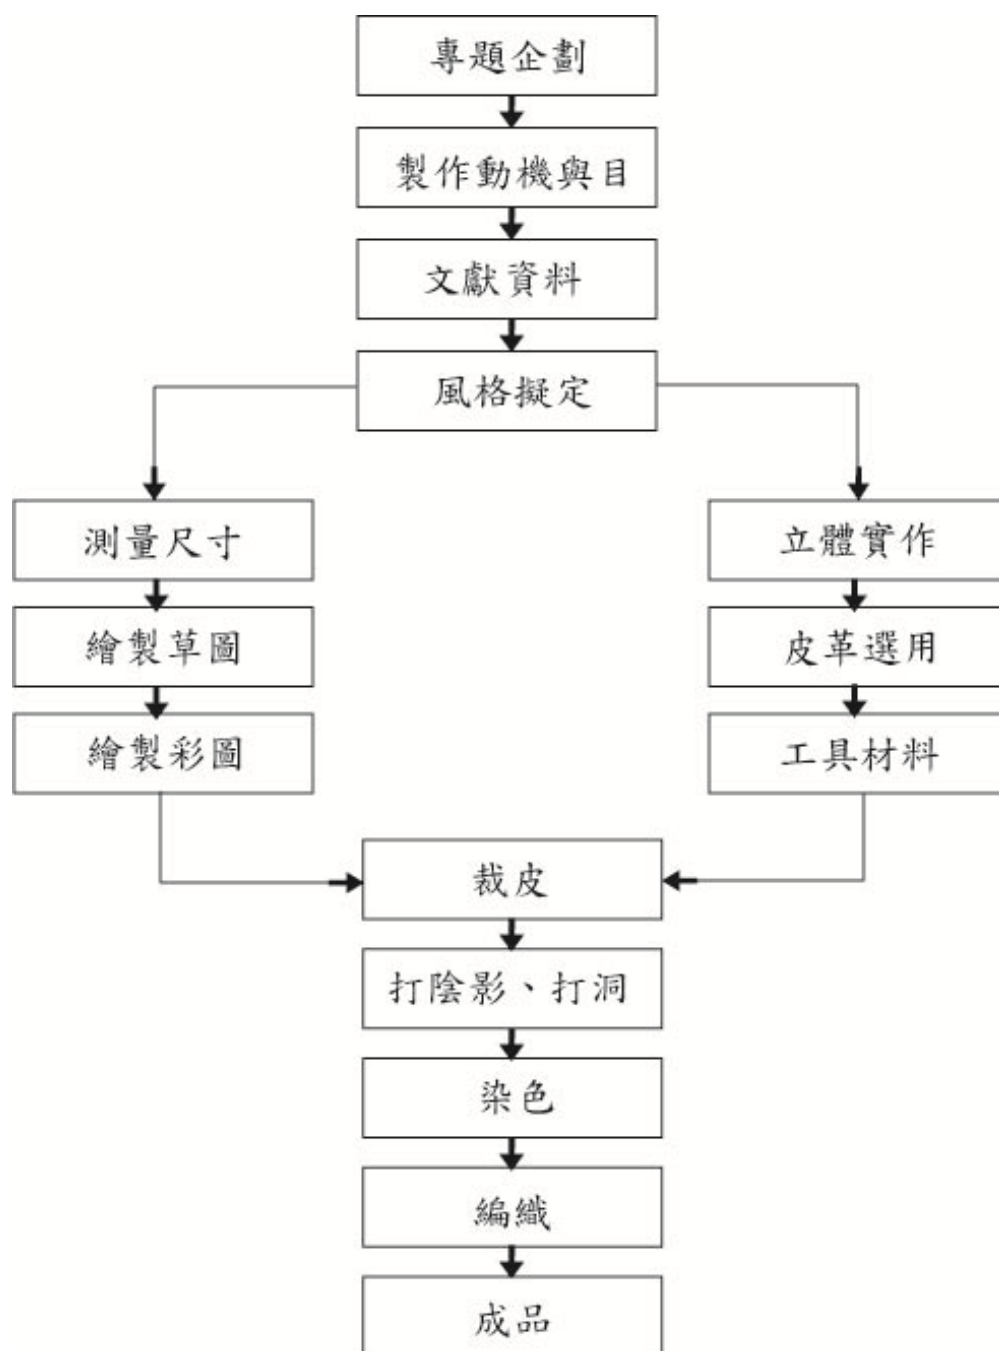 專題企劃
製作動機與目
文獻資料
風格擬定
測量尺寸
繪製草圖
繪製彩圖
立體實作
皮革選用
工具材料
裁皮
打陰影、打洞
染色
編織
成品